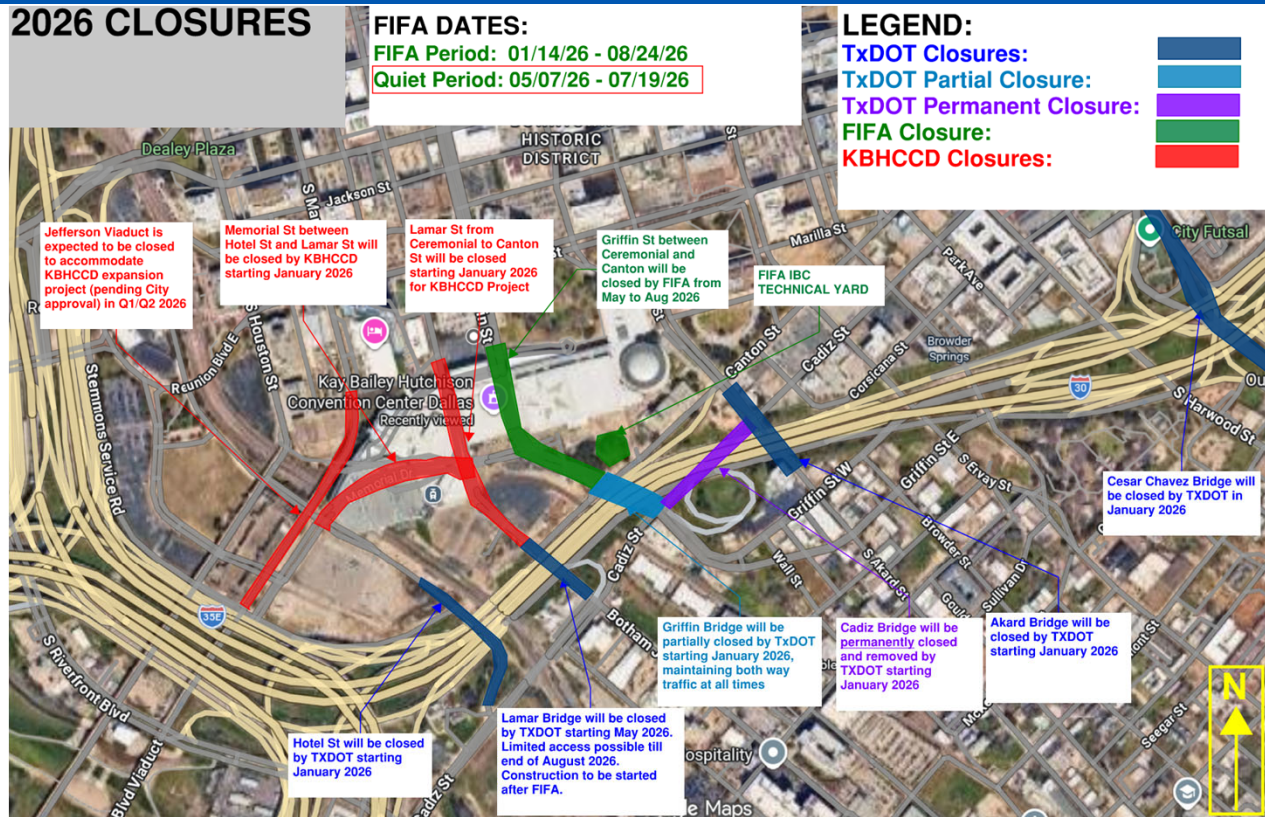 2026 CLOSURES
FIFA DATES:
FIFA Period: 01/14/26 - 08/24/26
Quiet Period: 05/07/26 - 07/19/26
LEGEND:
TxDOT Closures:
TxDOT Partial Closure:
TxDOT Permanent Closure:
FIFA Closure:
KBHCCD Closures:
HISTORIC
DISTRICT
Dealey Plaza
Jackson St
Marilla St
City Futsal
Park Ave
Jefferson Viaduct is
expected to be closed
to accommodate
KBHCCD expansion
project (pending City
approval) in Q1/Q2 2026
Memorial St between
Hotel St and Lamar St will
be closed by KBHCCD
starting January 2026
Lamar St from
Ceremonial to Canton
St will be closed
starting January 2026
for KBHCCD Project
Griffin St between
Ceremonial and
Canton will be
closed by FIFA from
May to Aug 2026
FIFA IBC
TECHNICAL YARD
S Houston St
Reunion Blvd E
Stemmons Service Rd
Kay Bailey Hutchison
Convention Center Dallas
Recently viewed
Memorial Dr
Canton St
Cadiz St
Corsicana St
Browder
Springs
30
S Harwood St
Griffin St W
Griffin St E
S Ervay St
Browder St
Sullivan D
S Akard St
Wall St
Cadiz St
Botham
35E
S Riverfront Blvd
Blvd Viaduct
Cadiz St
Cesar Chavez Bridge will
be closed by TXDOT in
January 2026
Griffin Bridge will be
partially closed by TxDOT
starting January 2026,
maintaining both way
traffic at all times
Cadiz Bridge will be
permanently closed
and removed by
TXDOT starting
January 2026
Akard Bridge will be
closed by TXDOT
starting January 2026
Hotel St will be closed
by TXDOT starting
January 2026
Lamar Bridge will be closed
by TXDOT starting May 2026.
Limited access possible till
end of August 2026.
Construction to be started
after FIFA.
ospitality
le Maps
Seegar St
N